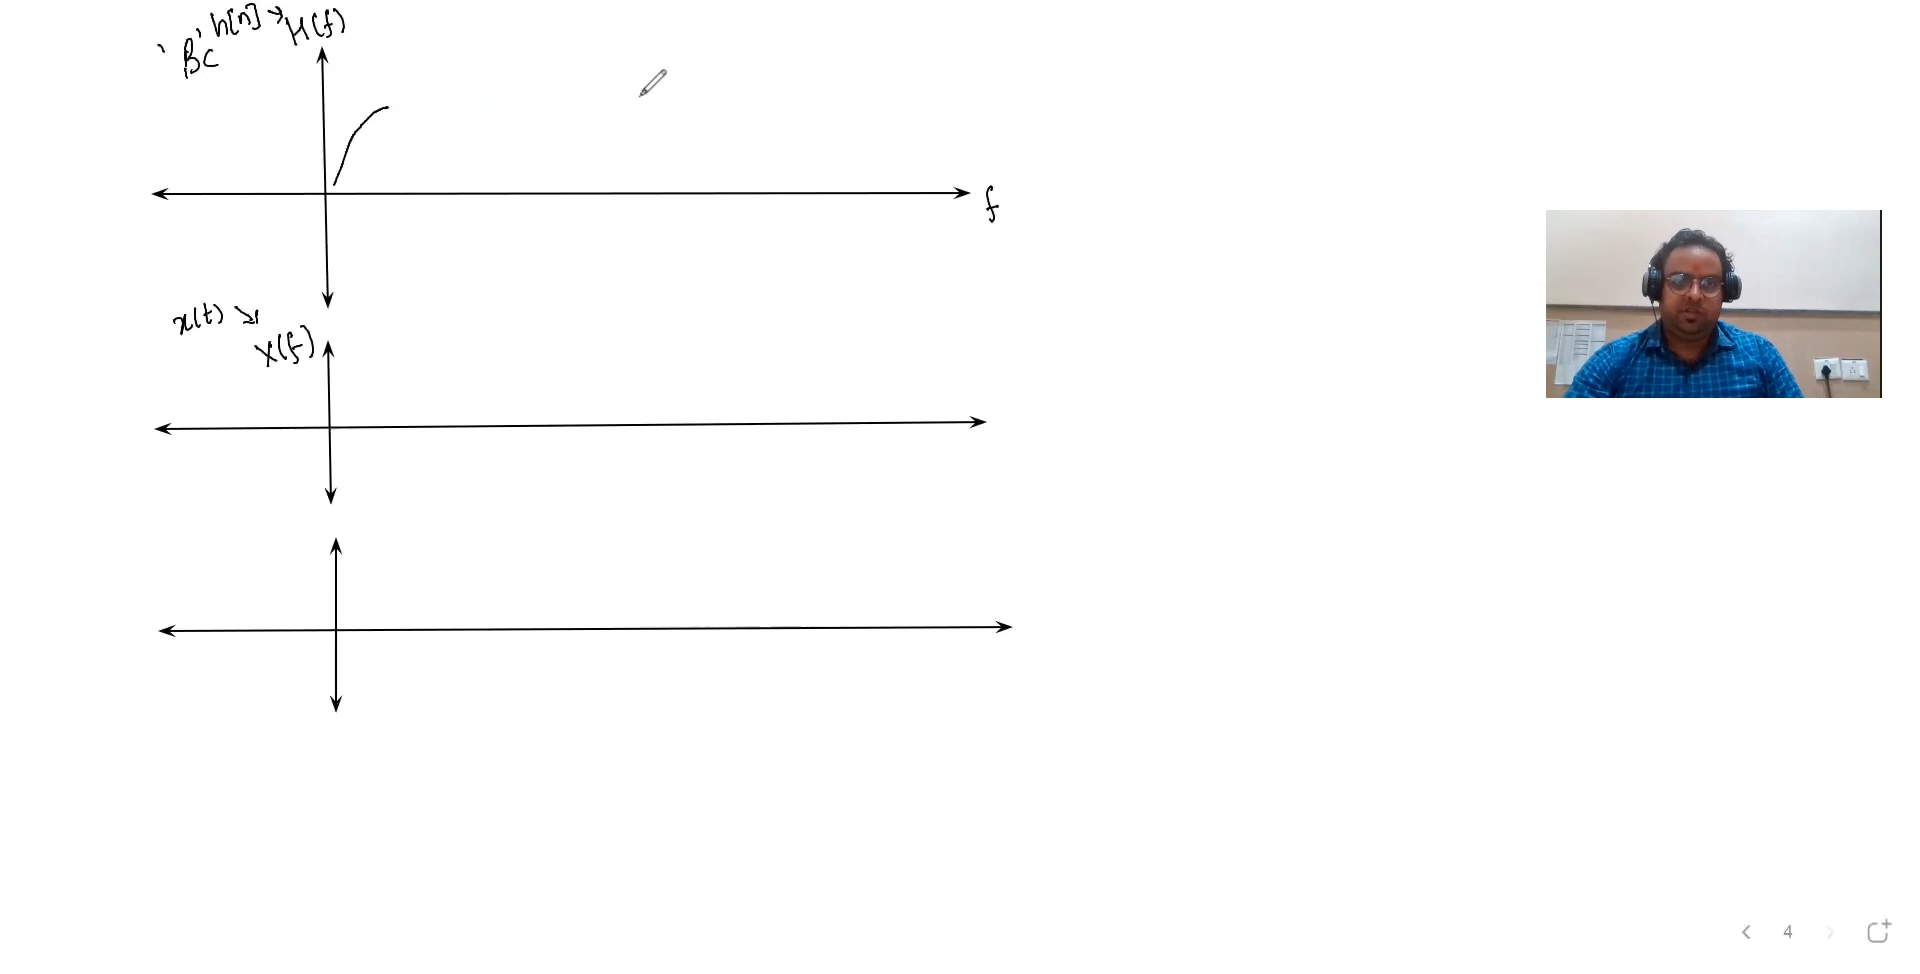 'BC' h[n] → H(f)
f
x(t) ↘
X(f)
4